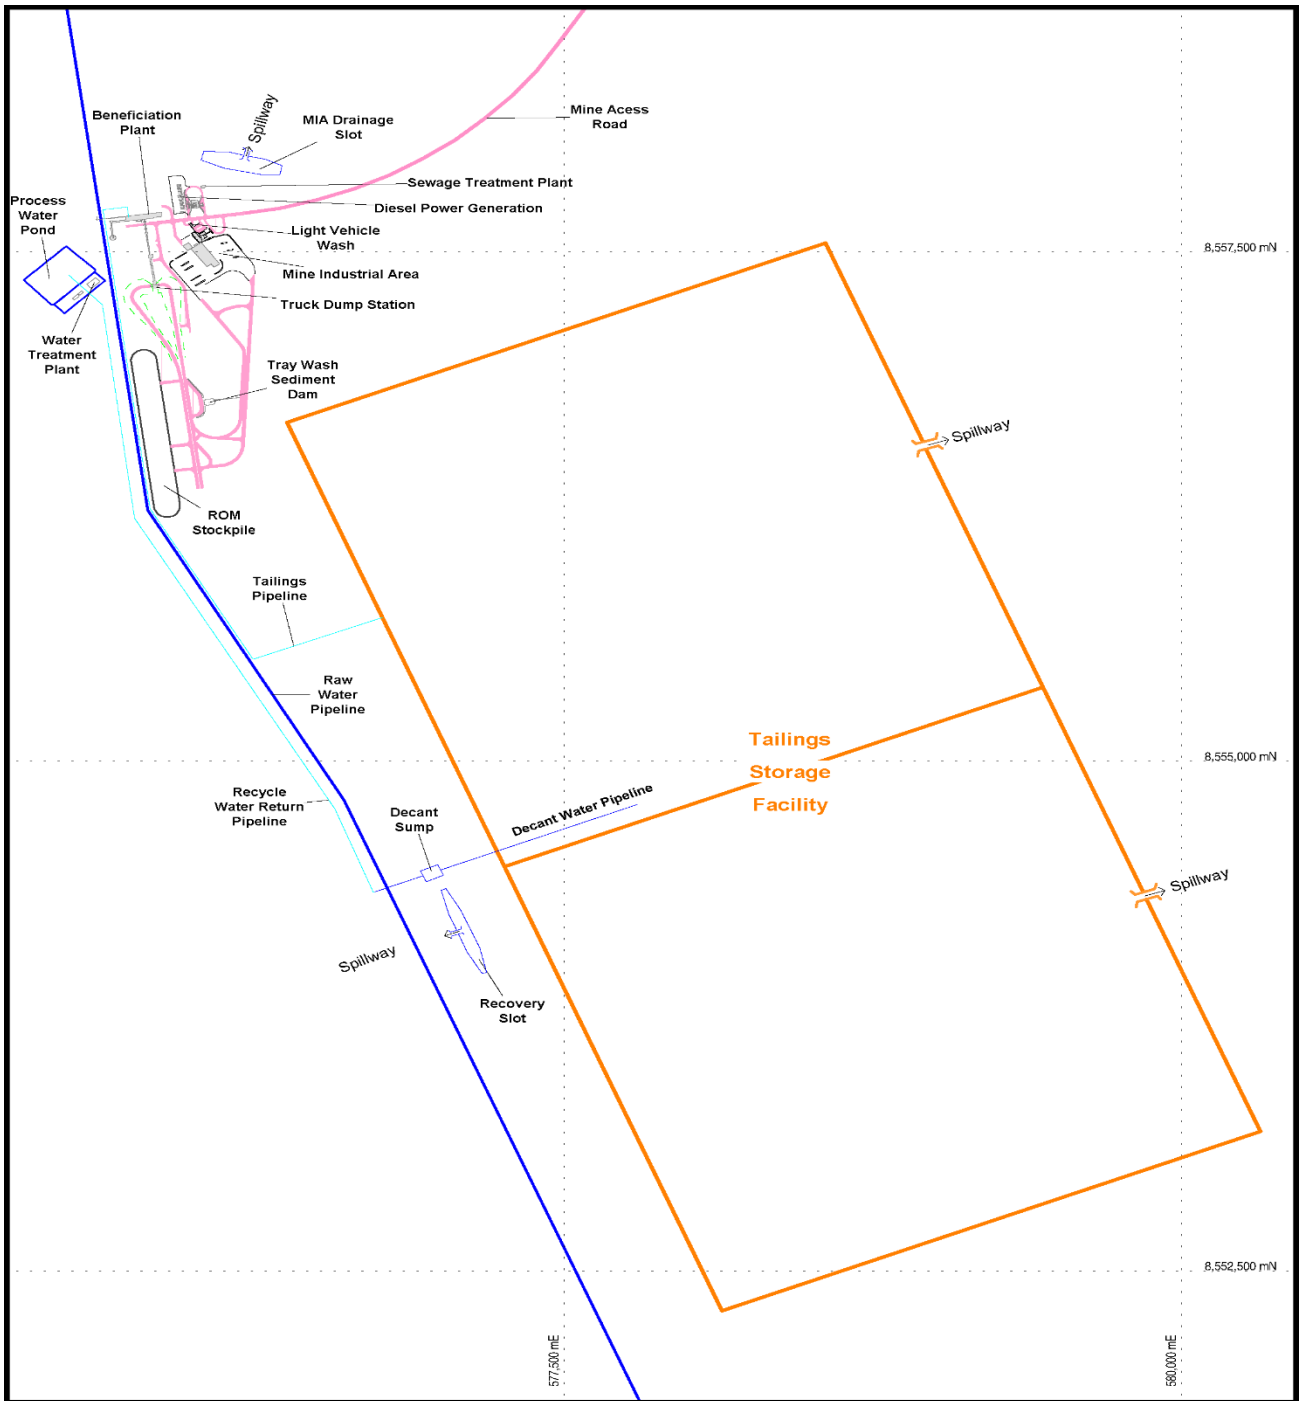 Beneficiation
Plant
Spillway
MIA Drainage
Slot
Mine Acess
Road
Sewage Treatment Plant
Process
Water
Pond
Diesel Power Generation
Light Vehicle
Wash
8,557,500 mN
Mine Industrial Area
Truck Dump Station
Water
Treatment
Plant
Tray Wash
Sediment
Dam
Spillway
ROM
Stockpile
Tailings
Pipeline
Raw
Water
Pipeline
Tailings
Storage
Facility
8,555,000 mN
Recycle
Water Return
Pipeline
Decant
Sump
Decant Water Pipeline
Spillway
Spillway
Recovery
Slot
8,552,500 mN
577,500 mE
580,000 mE